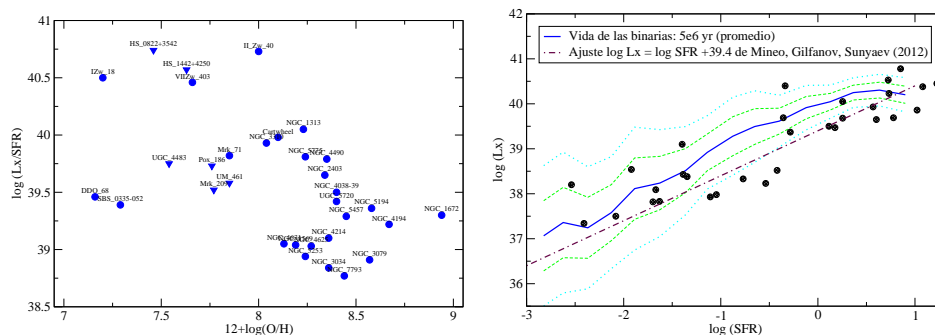 41
40.5
40
39.5
39
38.5
log (Lx/SFR)
7
7.5
8
8.5
9
12+log(O/H)
HS_0822+3542
II_Zw_40
HS_1442+4250
IZw_18
VIIZw_403
NGC_1313
Cartwheel
Mrk_71
NGC_4490
UGC_4483
Pox_186
NGC_2403
UM_461
DDO_68
SBS_0335-052
NGC_4038-39
NGC_5194
NGC_5457
NGC_1672
NGC_4194
NGC_4214
NGC_5253
NGC_3079
NGC_3034
NGC_7793
42
41
40
39
38
37
36
35
log (Lx)
-3
-2
-1
0
1
log (SFR)
Vida de las binarias: 5e6 yr (promedio)
Ajuste log Lx = log SFR +39.4 de Mineo, Gilfanov, Sunyaev (2012)